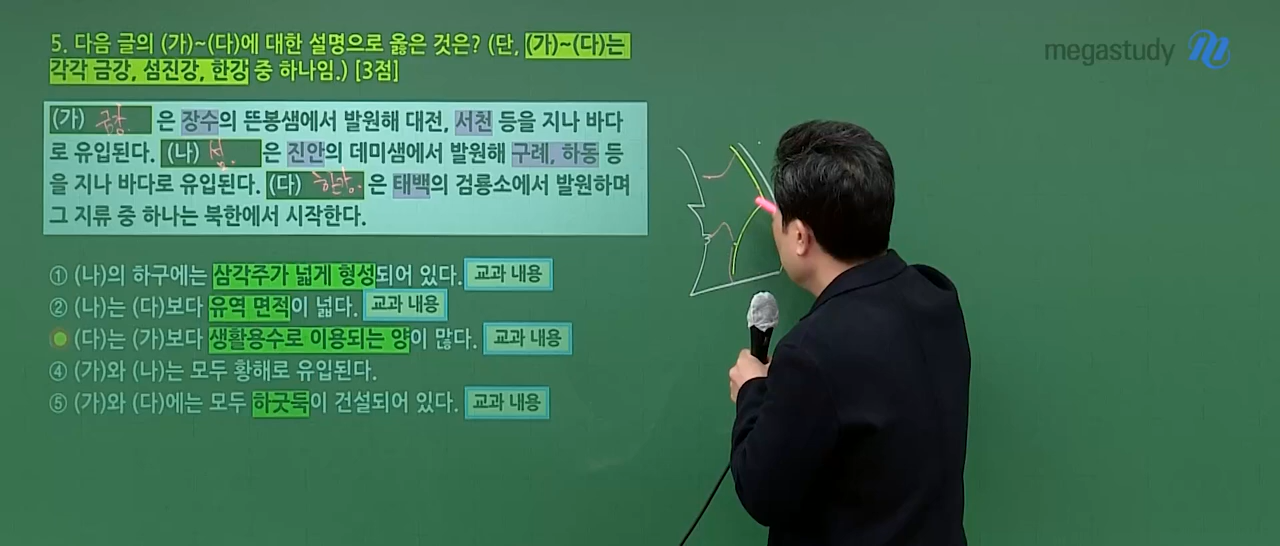 5. 다음 글의 (가)~(다)에 대한 설명으로 옳은 것은? (단, (가)~(다)는
각각 금강, 섬진강, 한강 중 하나임.) [3점]
megastudy
(가) 금강 은 장수의 뜬봉샘에서 발원해 대전, 서천 등을 지나 바다
로 유입된다. (나) 섬 은 진안의 데미샘에서 발원해 구례, 하동 등
을 지나 바다로 유입된다. (다) 한강 은 태백의 검룡소에서 발원하며
그 지류 중 하나는 북한에서 시작한다.
① (나)의 하구에는 삼각주가 넓게 형성되어 있다. 교과 내용
② (나)는 (다)보다 유역 면적이 넓다. 교과 내용
(다)는 (가)보다 생활용수로 이용되는 양이 많다. 교과 내용
④ (가)와 (나)는 모두 황해로 유입된다.
⑤ (가)와 (다)에는 모두 하굿둑이 건설되어 있다. 교과 내용